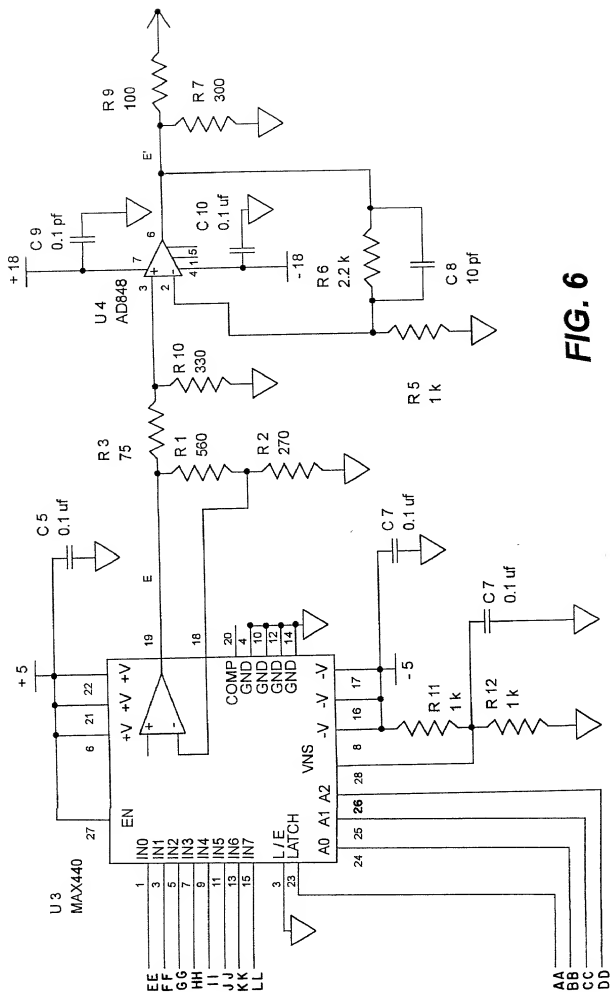 U 3
MAX440
27
EN
6
+V
21
+V
22
+V
+ 5
C 5
0.1 uf
1
IN0
3
IN1
5
IN2
7
IN3
9
IN4
11
IN5
13
IN6
15
IN7
3
L / E
23
LATCH
EE
FF
GG
HH
II
JJ
KK
LL
19
18
+
-
COMP
20
GND
4
GND
10
GND
12
GND
14
A0
24
A1
25
A2
26
VNS
28
-V
8
-V
16
-V
17
- 5
C 7
0.1 uf
R 11
1 k
R 12
1 k
C 7
0.1 uf
AA
BB
CC
DD
E
R 3
75
R 1
560
R 2
270
R 10
330
U 4
AD848
+18
C 9
0.1 pf
7
3
+
2
-
6
4
1
5
C 10
0.1 uf
- 18
E'
R 9
100
R 7
300
R 6
2.2 k
C 8
10 pf
R 5
1 k
FIG. 6